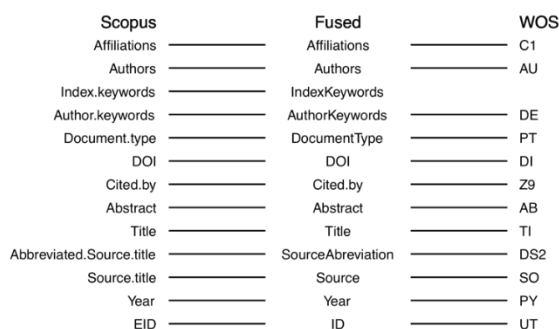 Scopus Fused WOS
Affiliations Affiliations C1
Authors Authors AU
Index.keywords IndexKeywords
Author.keywords AuthorKeywords DE
Document.type DocumentType PT
DOI DOI DI
Cited.by Cited.by Z9
Abstract Abstract AB
Title Title TI
Abbreviated.Source.title SourceAbreviation DS2
Source.title Source SO
Year Year PY
EID ID UT